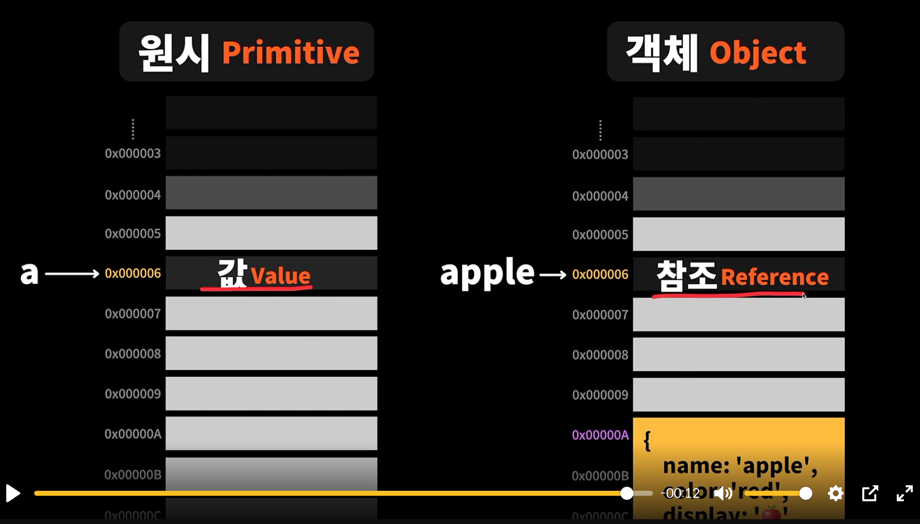 원시 Primitive
0x000003
0x000004
0x000005
a → 0x000006 값 Value
0x000007
0x000008
0x000009
0x00000A
0x00000B
0x00000C
객체 Object
0x000003
0x000004
0x000005
apple → 0x000006 참조 Reference
0x000007
0x000008
0x000009
0x00000A {
0x00000B name: 'apple',
color: 'red',
0x00000C display: '🍎'
-00:12